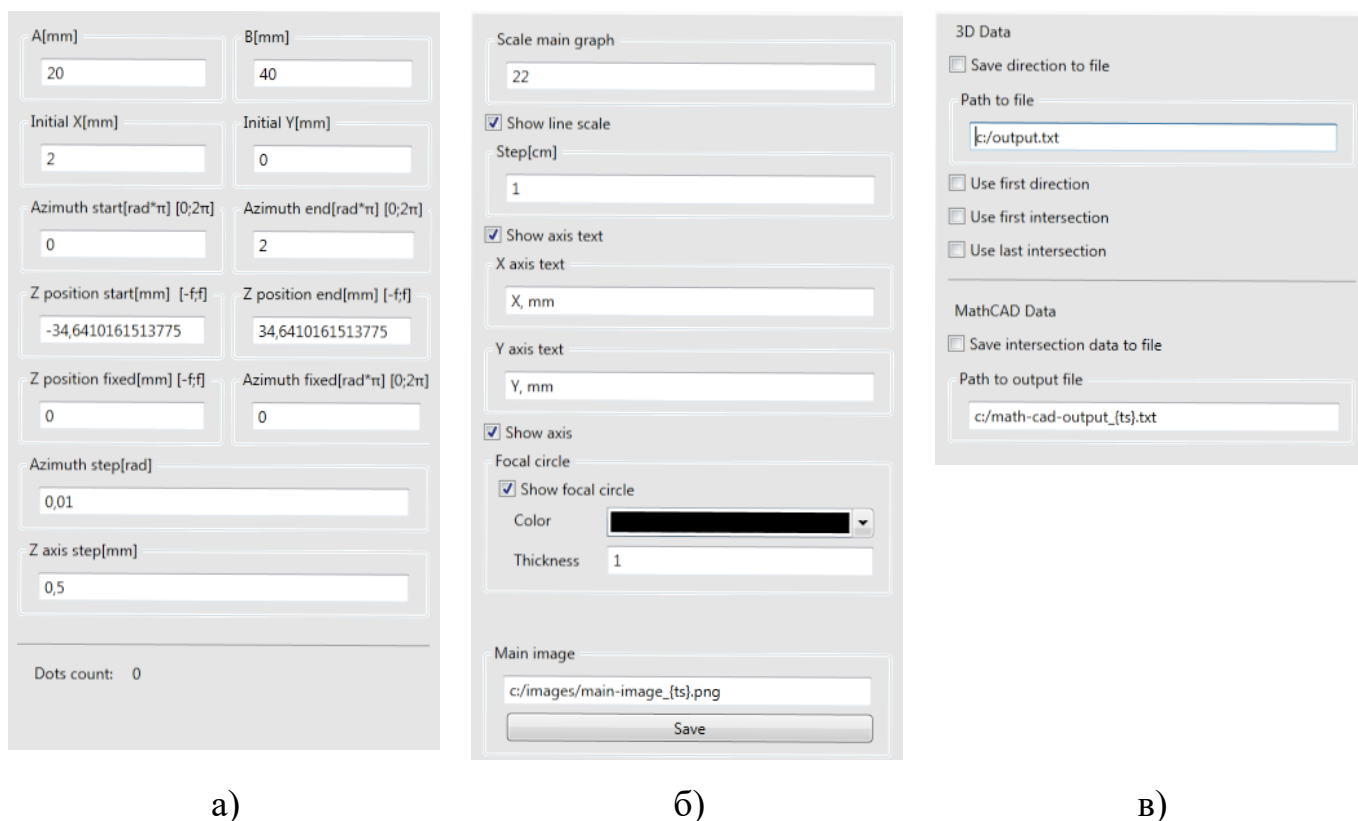 A[mm] B[mm]
20 40
Initial X[mm] Initial Y[mm]
2 0
Azimuth start[rad*π] [0;2π] Azimuth end[rad*π] [0;2π]
0 2
Z position start[mm] [-f;f] Z position end[mm] [-f;f]
-34,6410161513775 34,6410161513775
Z position fixed[mm] [-f;f] Azimuth fixed[rad*π] [0;2π]
0 0
Azimuth step[rad]
0,01
Z axis step[mm]
0,5
Dots count: 0
а)
Scale main graph
22
Show line scale
Step[cm]
1
Show axis text
X axis text
X, mm
Y axis text
Y, mm
Show axis
Focal circle
Show focal circle
Color
Thickness 1
Main image
c:/images/main-image_{ts}.png
Save
б)
3D Data
Save direction to file
Path to file
c:/output.txt
Use first direction
Use first intersection
Use last intersection
MathCAD Data
Save intersection data to file
Path to output file
c:/math-cad-output_{ts}.txt
в)